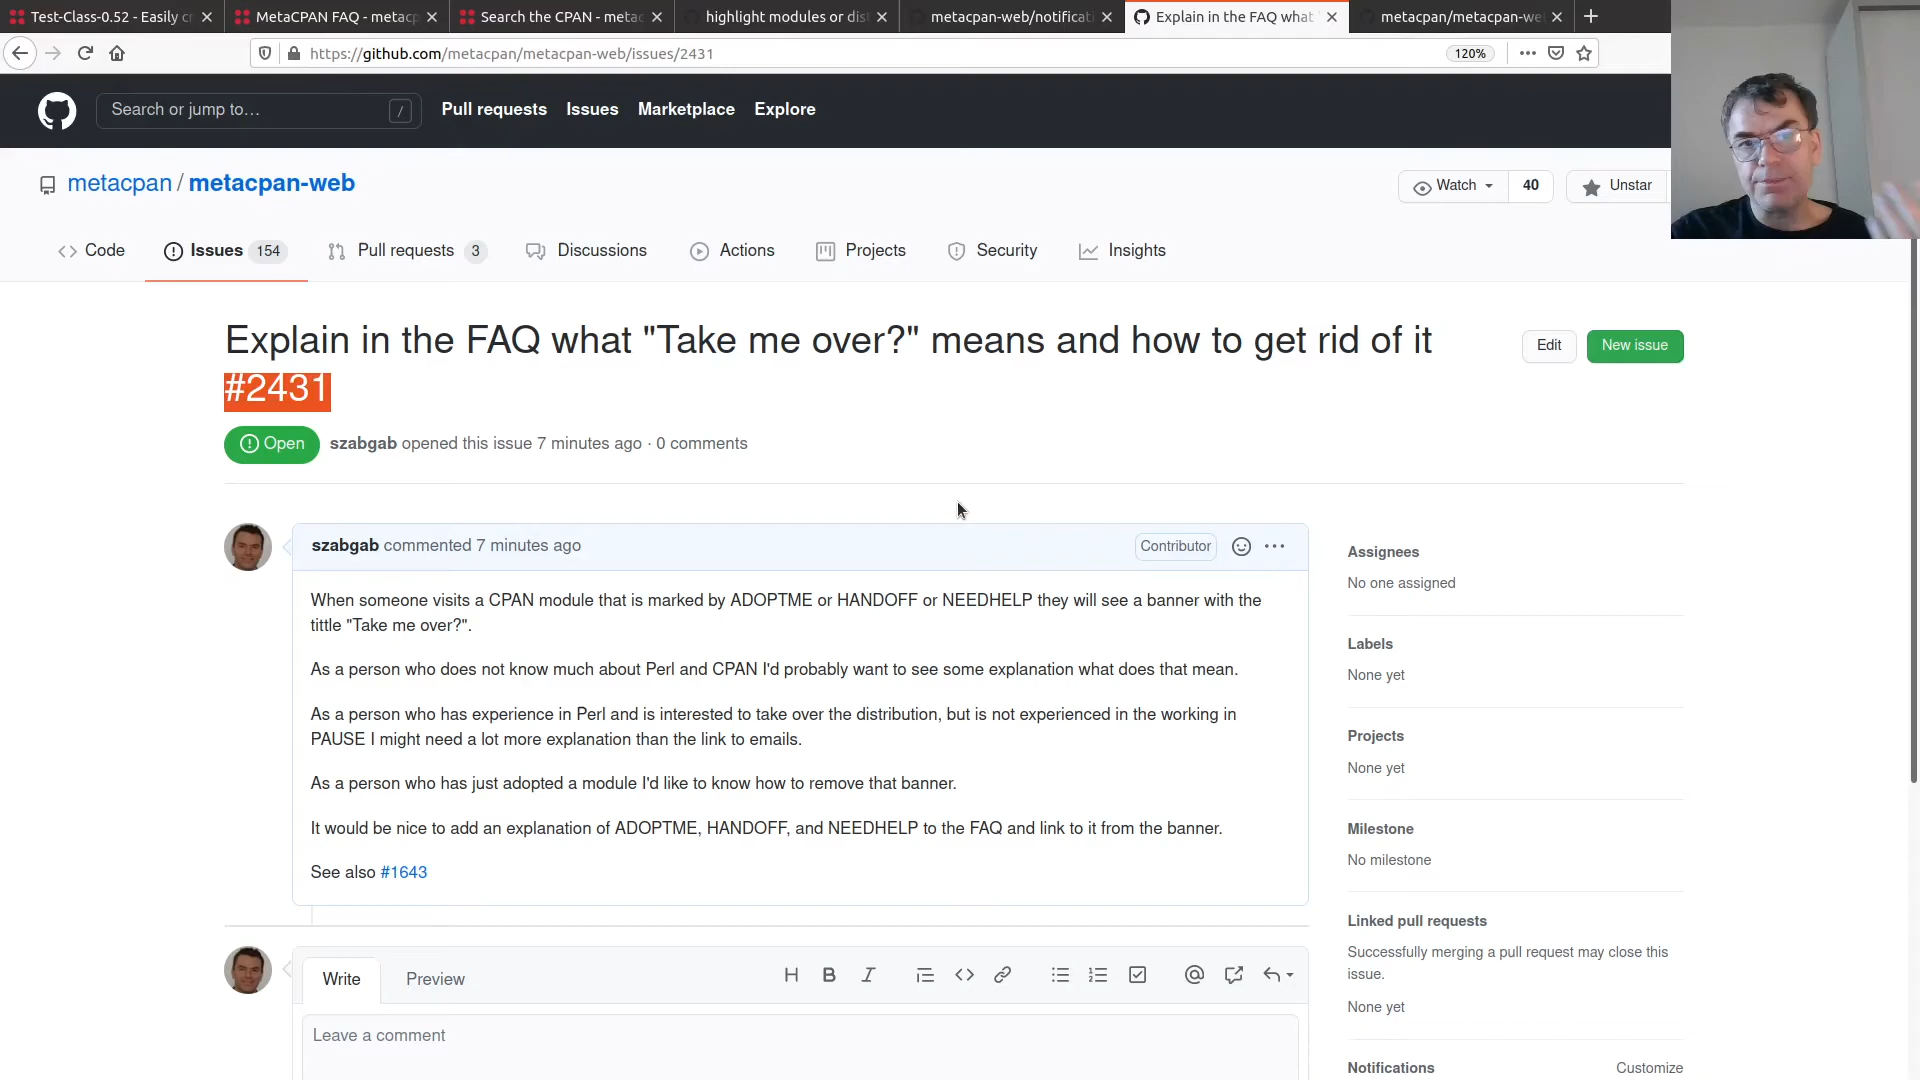 Test-Class-0.52 - Easily cr
MetaCPAN FAQ - metacp
Search the CPAN - metac
highlight modules or dist
metacpan-web/notificati
Explain in the FAQ what
metacpan/metacpan-we
https://github.com/metacpan/metacpan-web/issues/2431
120%
Search or jump to…
/
Pull requests
Issues
Marketplace
Explore
metacpan / metacpan-web
Watch
40
Unstar
Code
Issues 154
Pull requests 3
Discussions
Actions
Projects
Security
Insights
Explain in the FAQ what "Take me over?" means and how to get rid of it
#2431
Edit
New issue
Open
szabgab opened this issue 7 minutes ago · 0 comments
szabgab commented 7 minutes ago
Contributor
When someone visits a CPAN module that is marked by ADOPTME or HANDOFF or NEEDHELP they will see a banner with the
tittle "Take me over?".
As a person who does not know much about Perl and CPAN I'd probably want to see some explanation what does that mean.
As a person who has experience in Perl and is interested to take over the distribution, but is not experienced in the working in
PAUSE I might need a lot more explanation than the link to emails.
As a person who has just adopted a module I'd like to know how to remove that banner.
It would be nice to add an explanation of ADOPTME, HANDOFF, and NEEDHELP to the FAQ and link to it from the banner.
See also #1643
Assignees
No one assigned
Labels
None yet
Projects
None yet
Milestone
No milestone
Linked pull requests
Successfully merging a pull request may close this
issue.
None yet
Notifications
Customize
Write
Preview
Leave a comment